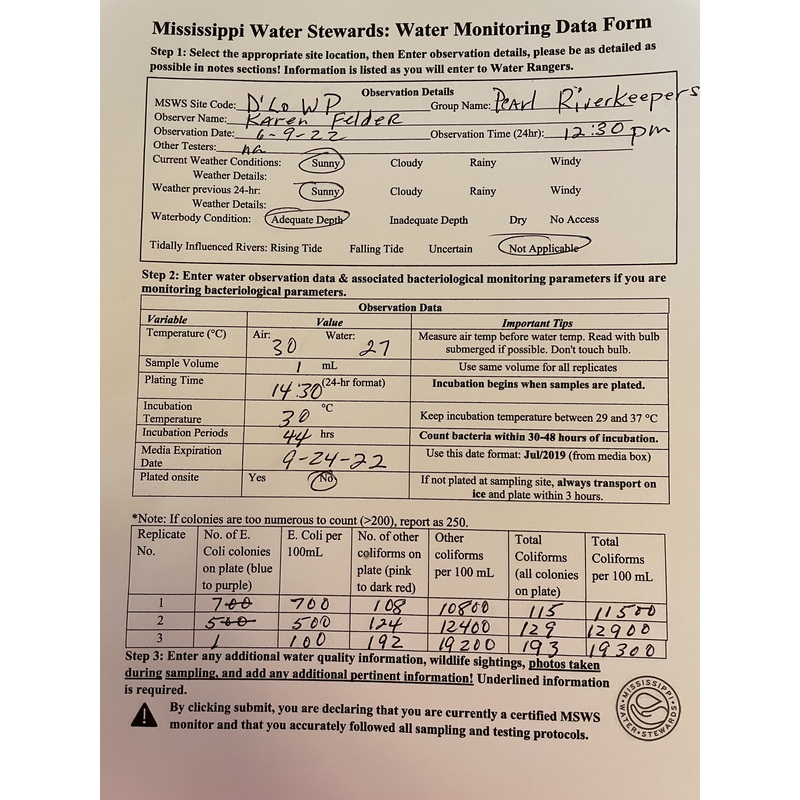 Mississippi Water Stewards: Water Monitoring Data Form
Step 1: Select the appropriate site location, then Enter observation details, please be as detailed as
possible in notes sections! Information is listed as you will enter to Water Rangers.
Observation Details
MSWS Site Code: D'Lo WP Group Name: Pearl Riverkeepers
Observer Name: Karen Felder
Observation Date: 6-9-22 Observation Time (24hr): 12:30 pm
Other Testers: na
Current Weather Conditions: Sunny Cloudy Rainy Windy
Weather Details:
Weather previous 24-hr: Sunny Cloudy Rainy Windy
Weather Details:
Waterbody Condition: Adequate Depth Inadequate Depth Dry No Access
Tidally Influenced Rivers: Rising Tide Falling Tide Uncertain Not Applicable
Step 2: Enter water observation data & associated bacteriological monitoring parameters if you are
monitoring bacteriological parameters.
Observation Data
Variable Value Important Tips
Temperature (°C) Air: 30 Water: 27 Measure air temp before water temp. Read with bulb
submerged if possible. Don't touch bulb.
Sample Volume 1 mL Use same volume for all replicates
Plating Time 14:30 (24-hr format) Incubation begins when samples are plated.
Incubation
Temperature 30 °C Keep incubation temperature between 29 and 37 °C
Incubation Periods 44 hrs Count bacteria within 30-48 hours of incubation.
Media Expiration
Date 9-24-22 Use this date format: Jul/2019 (from media box)
Plated onsite Yes No If not plated at sampling site, always transport on
ice and plate within 3 hours.
*Note: If colonies are too numerous to count (>200), report as 250.
Replicate No. of E. E. Coli per No. of other Other Total Total
No. Coli colonies 100mL coliforms on coliforms Coliforms Coliforms
on plate (blue plate (pink per 100 mL (all colonies per 100 mL
to purple) to dark red) on plate)
1 700 700 108 10800 115 11500
2 500 500 124 12400 129 12900
3 1 100 192 19200 193 19300
Step 3: Enter any additional water quality information, wildlife sightings, photos taken
during sampling, and add any additional pertinent information! Underlined information
is required.
By clicking submit, you are declaring that you are currently a certified MSWS
monitor and that you accurately followed all sampling and testing protocols.
MISSISSIPPI
WATER STEWARDS